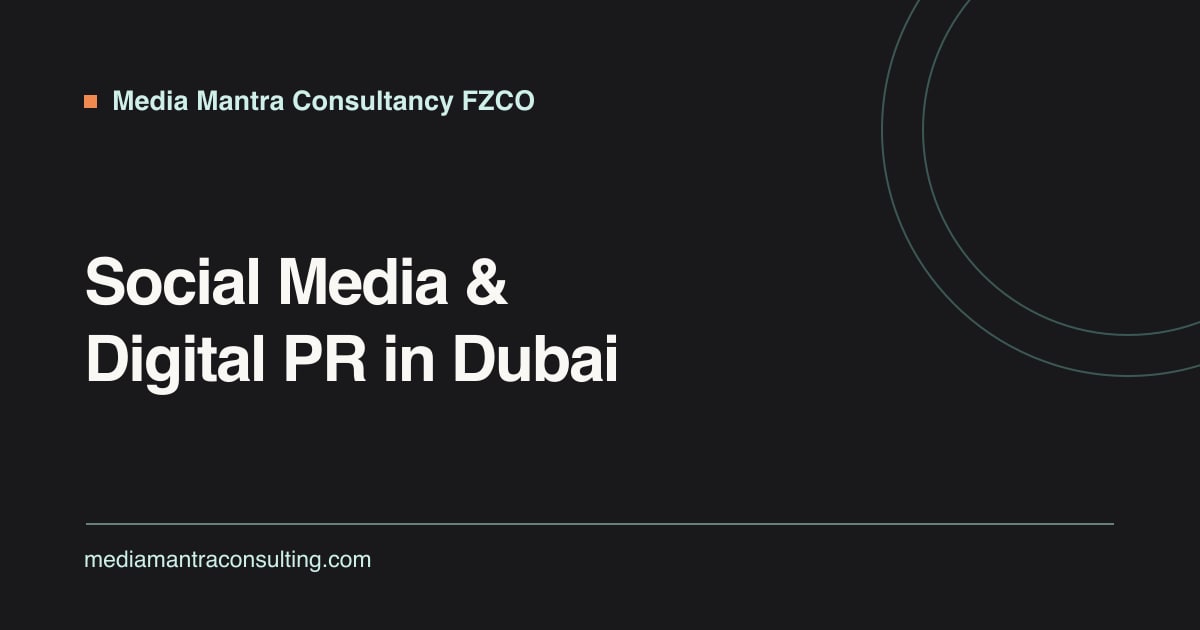 Media Mantra Consultancy FZCO
Social Media &
Digital PR in Dubai
mediamantraconsulting.com